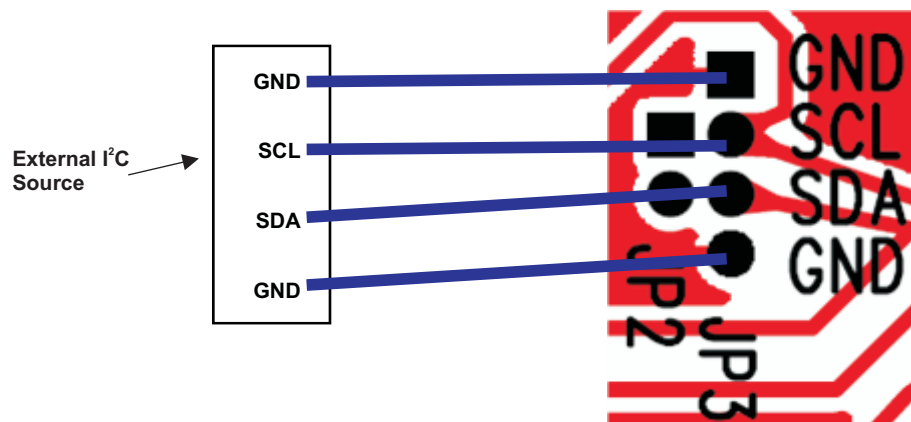 External I²C
Source
GND
SCL
SDA
GND
GND
SCL
SDA
GND
JP2
JP3